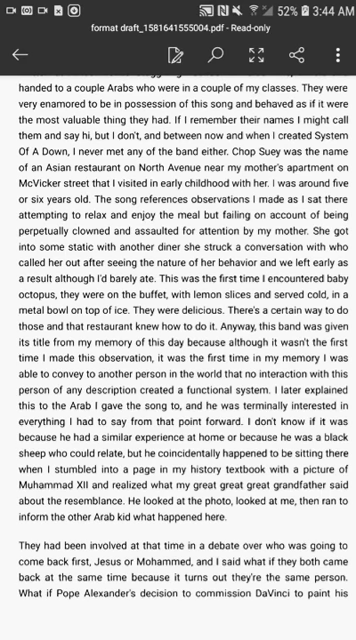 52% 3:44 AM
format draft_1581641555004.pdf - Read-only
handed to a couple Arabs who were in a couple of my classes. They were
very enamored to be in possession of this song and behaved as if it were
the most valuable thing they had. If I remember their names I might call
them and say hi, but I don't, and between now and when I created System
Of A Down, I never met any of the band either. Chop Suey was the name
of an Asian restaurant on North Avenue near my mother's apartment on
McVicker street that I visited in early childhood with her. I was around five
or six years old. The song references observations I made as I sat there
attempting to relax and enjoy the meal but failing on account of being
perpetually clowned and assaulted for attention by my mother. She got
into some static with another diner she struck a conversation with who
called her out after seeing the nature of her behavior and we left early as
a result although I'd barely ate. This was the first time I encountered baby
octopus, they were on the buffet, with lemon slices and served cold, in a
metal bowl on top of ice. They were delicious. There's a certain way to do
those and that restaurant knew how to do it. Anyway, this band was given
its title from my memory of this day because although it wasn't the first
time I made this observation, it was the first time in my memory I was
able to convey to another person in the world that no interaction with this
person of any description created a functional system. I later explained
this to the Arab I gave the song to, and he was terminally interested in
everything I had to say from that point forward. I don't know if it was
because he had a similar experience at home or because he was a black
sheep who could relate, but he coincidentally happened to be sitting there
when I stumbled into a page in my history textbook with a picture of
Muhammad XII and realized what my great great great grandfather said
about the resemblance. He looked at the photo, looked at me, then ran to
inform the other Arab kid what happened here.
They had been involved at that time in a debate over who was going to
come back first, Jesus or Mohammed, and I said what if they both came
back at the same time because it turns out they're the same person.
What if Pope Alexander's decision to commission DaVinci to paint his